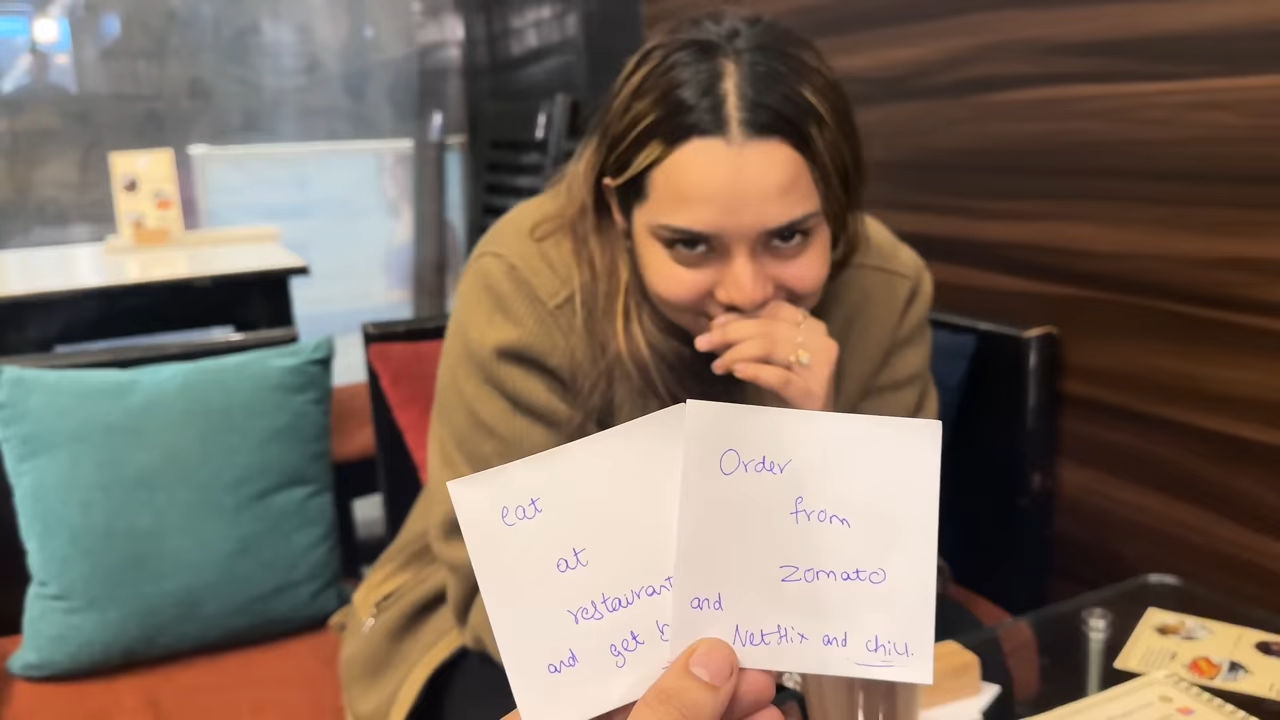 eat
at
restaurant
and get
Order
from
Zomato
and
Netflix and chill.